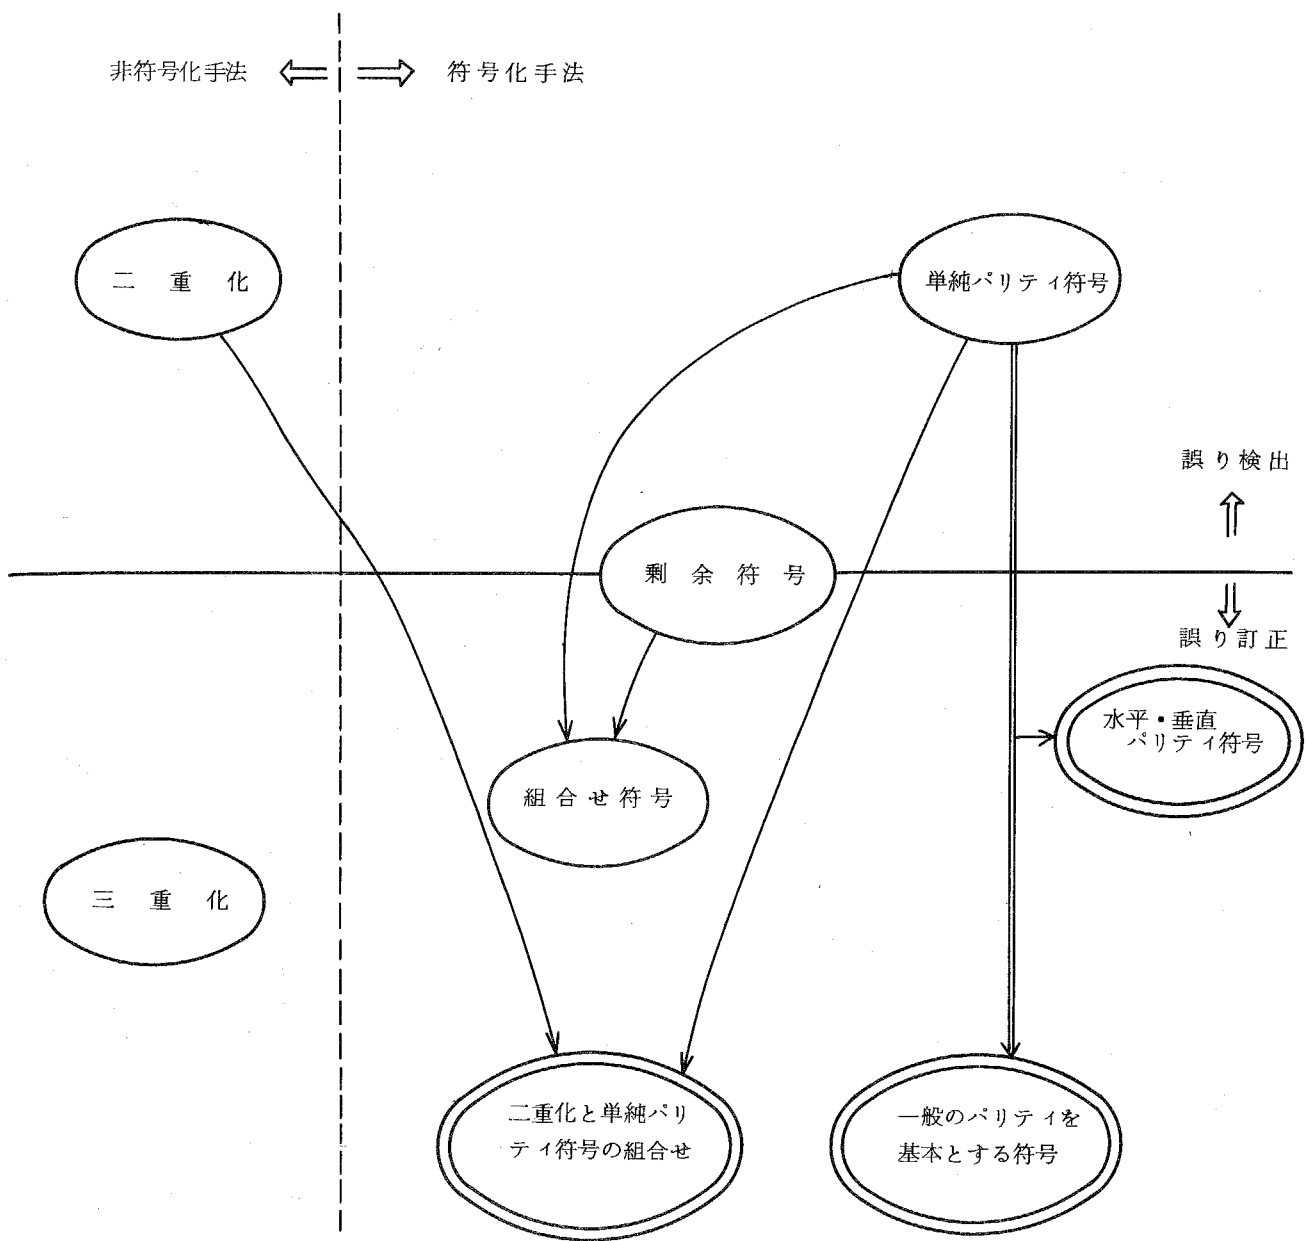 非符号化手法
符号化手法
二重化
単純パリティ符号
誤り検出
剰余符号
誤り訂正
水平・垂直
パリティ符号
組合せ符号
三重化
二重化と単純パリ
ティ符号の組合せ
一般のパリティを
基本とする符号